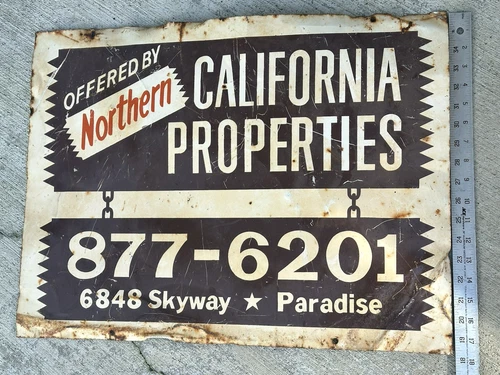 OFFERED BY
Northern
CALIFORNIA
PROPERTIES
877-6201
6848 Skyway ★ Paradise